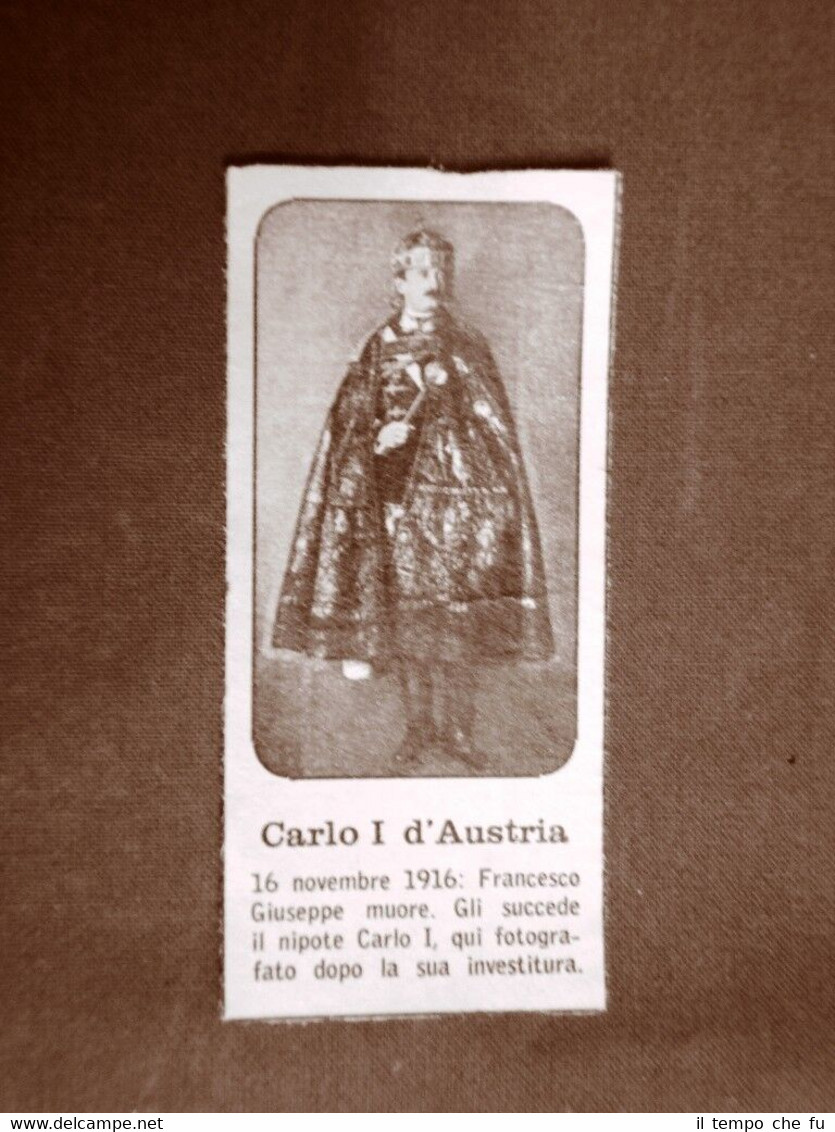 Carlo I d'Austria
16 novembre 1916: Francesco
Giuseppe muore. Gli succede
il nipote Carlo I, qui fotogra-
fato dopo la sua investitura.
www.delcampe.net
il tempo che fu